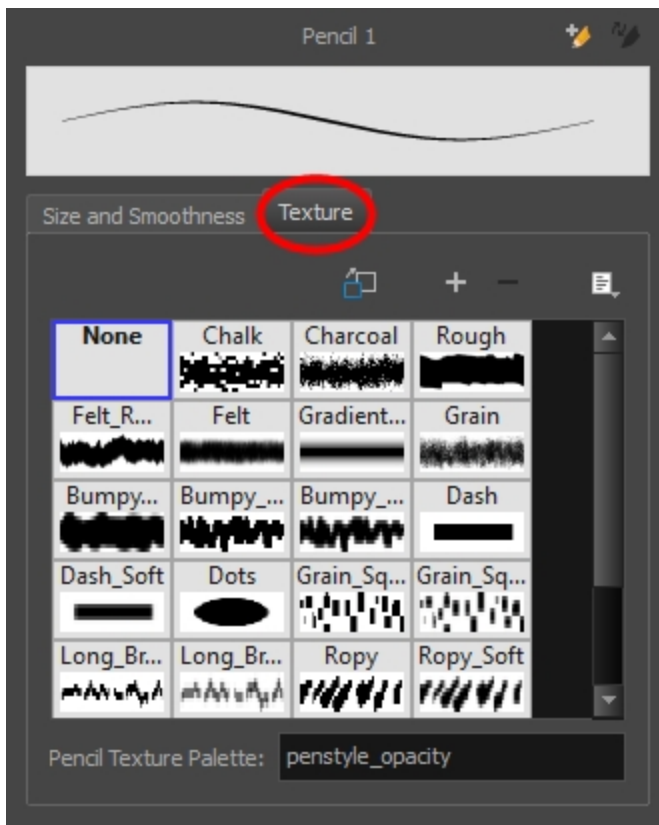 Pencil 1
Size and Smoothness Texture
None Chalk Charcoal Rough
Felt_R... Felt Gradient... Grain
Bumpy... Bumpy_... Bumpy_... Dash
Dash_Soft Dots Grain_Sq... Grain_Sq...
Long_Br... Long_Br... Ropy Ropy_Soft
Pencil Texture Palette: penstyle_opacity